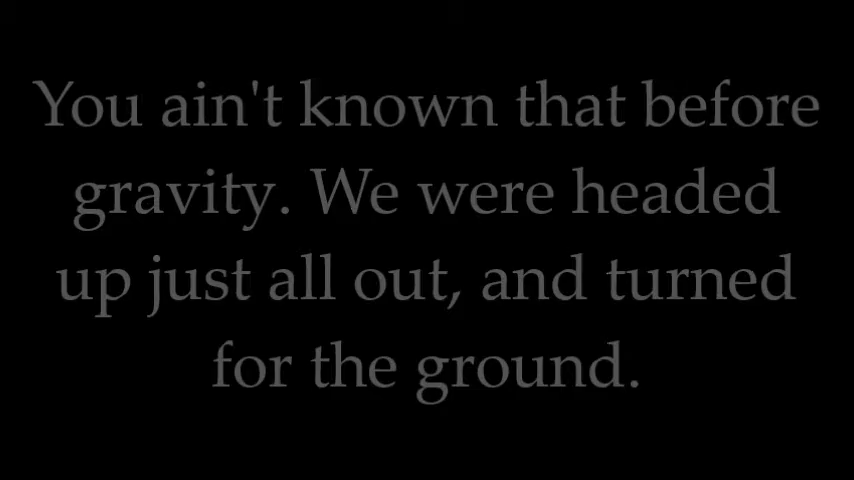 You ain't known that before
gravity. We were headed
up just all out, and turned
for the ground.